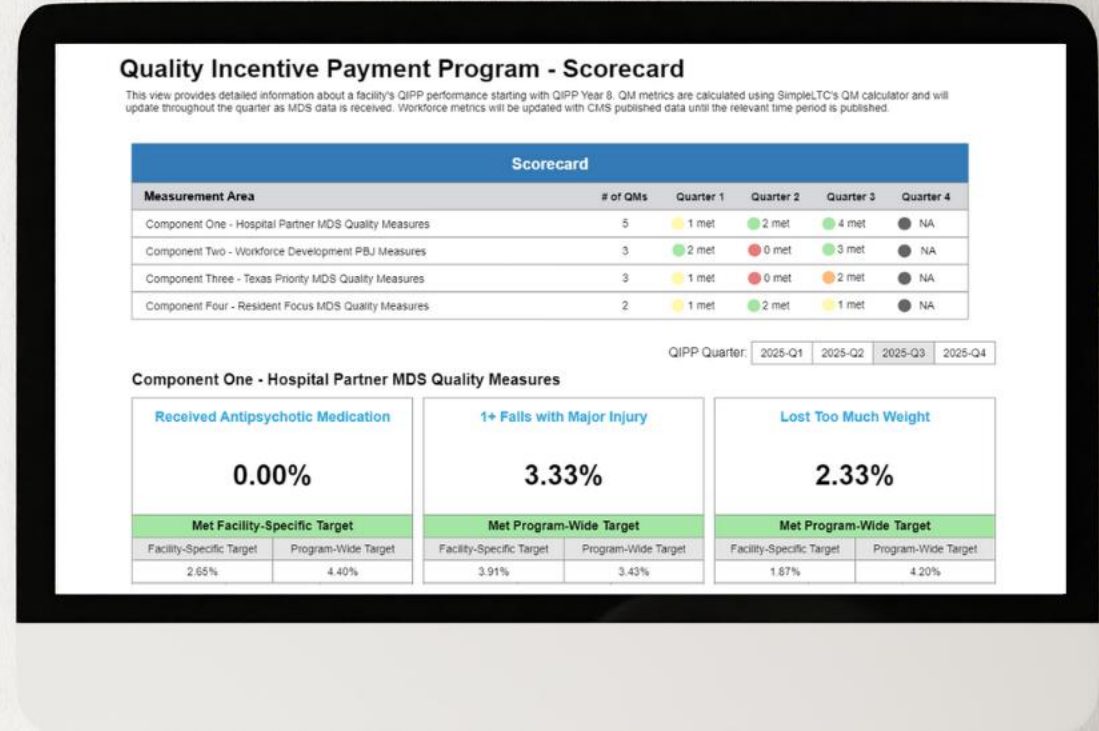 Quality Incentive Payment Program - Scorecard
This view provides detailed information about a facility's QIPP performance starting with QIPP Year 8. QM metrics are calculated using SimpleLTC's QM calculator and will
update throughout the quarter as MDS data is received. Workforce metrics will be updated with CMS published data until the relevant time period is published.
Scorecard
Measurement Area # of QMs Quarter 1 Quarter 2 Quarter 3 Quarter 4
Component One - Hospital Partner MDS Quality Measures 5 1 met 2 met 4 met NA
Component Two - Workforce Development PBJ Measures 3 2 met 0 met 3 met NA
Component Three - Texas Priority MDS Quality Measures 3 1 met 0 met 2 met NA
Component Four - Resident Focus MDS Quality Measures 2 1 met 2 met 1 met NA
QIPP Quarter: 2025-Q1 2025-Q2 2025-Q3 2025-Q4
Component One - Hospital Partner MDS Quality Measures
Received Antipsychotic Medication 1+ Falls with Major Injury Lost Too Much Weight
0.00% 3.33% 2.33%
Met Facility-Specific Target Met Program-Wide Target Met Program-Wide Target
Facility-Specific Target Program-Wide Target Facility-Specific Target Program-Wide Target Facility-Specific Target Program-Wide Target
2.65% 4.40% 3.91% 3.43% 1.87% 4.20%